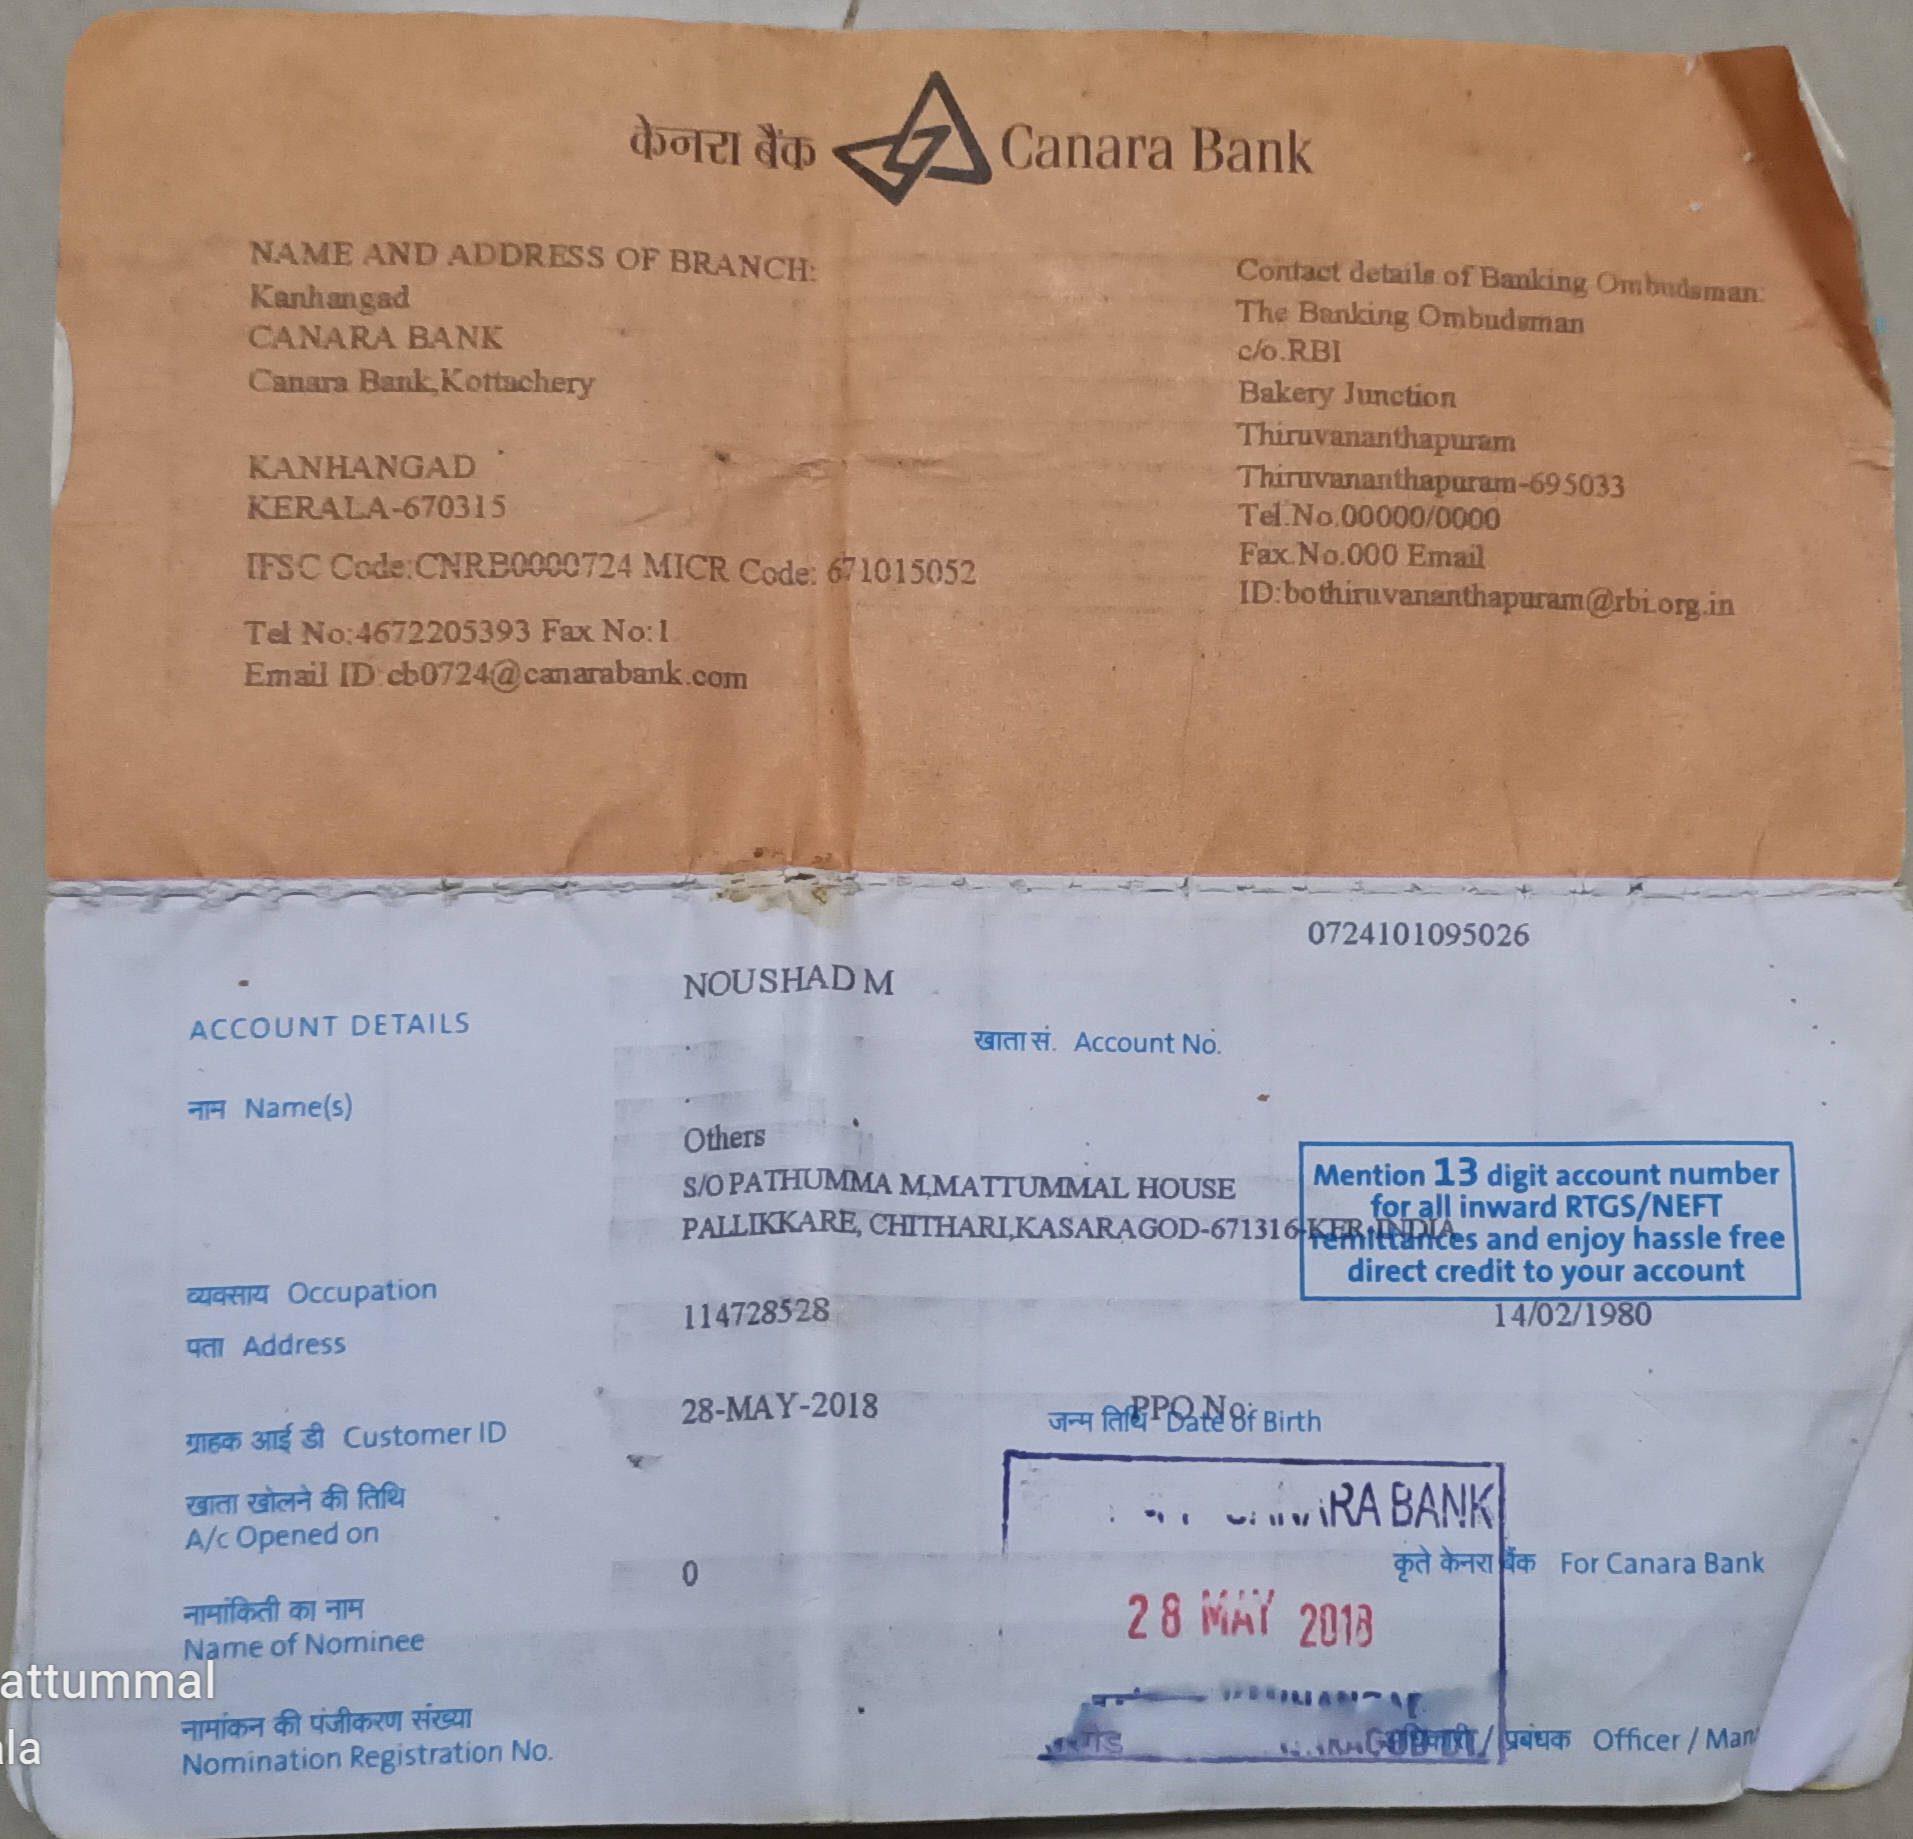 केनरा बैंक Canara Bank
NAME AND ADDRESS OF BRANCH:
Kanhangad
CANARA BANK
Canara Bank,Kottachery
KANHANGAD
KERALA-670315
IFSC Code:CNRB0000724 MICR Code: 671015052
Tel No:4672205393 Fax No:1
Email ID:cb0724@canarabank.com
Contact details of Banking Ombudsman:
The Banking Ombudsman
c/o.RBI
Bakery Junction
Thiruvananthapuram
Thiruvananthapuram-695033
Tel.No.00000/0000
Fax.No.000 Email
ID:bothiruvananthapuram@rbi.org.in
0724101095026
NOUSHAD M
ACCOUNT DETAILS
खाता सं. Account No.
नाम Name(s)
Others
S/O PATHUMMA M,MATTUMMAL HOUSE
PALLIKKARE, CHITHARI,KASARAGOD-671316-KER-INDIA
Mention 13 digit account number
for all inward RTGS/NEFT
remittances and enjoy hassle free
direct credit to your account
व्यवसाय Occupation
114728528
14/02/1980
पता Address
28-MAY-2018
PPO No:
जन्म तिथि Date of Birth
ग्राहक आई डी Customer ID
खाता खोलने की तिथि
A/c Opened on
RA BANK
कृते केनरा बैंक For Canara Bank
0
28 MAY 2018
नामांकिती का नाम
Name of Nominee
attummal
नामांकन की पंजीकरण संख्या
Nomination Registration No.
ala
प्रबंधक Officer / Man